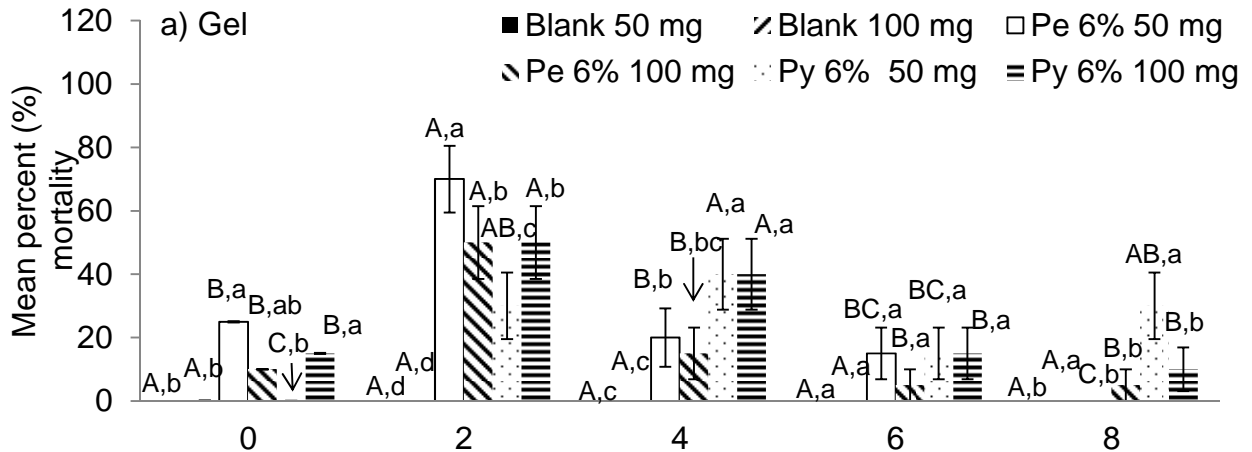 a) Gel
Blank 50 mg Blank 100 mg Pe 6% 50 mg
Pe 6% 100 mg Py 6% 50 mg Py 6% 100 mg
Mean percent (%)
mortality
120
100
80
60
40
20
0
A,b A,b B,a B,ab C,b B,a
A,d A,d A,a A,b AB,c A,b
A,c A,c B,b B,bc A,a A,a
A,a A,a BC,a B,a BC,a B,a
A,b A,a C,b B,b AB,a B,b
0 2 4 6 8